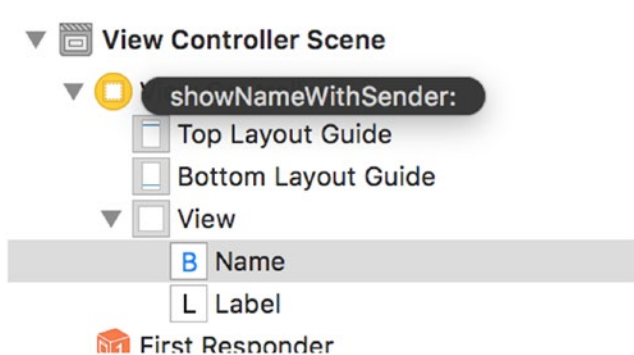 View Controller Scene
showNameWithSender:
Top Layout Guide
Bottom Layout Guide
View
B Name
L Label
First Responder